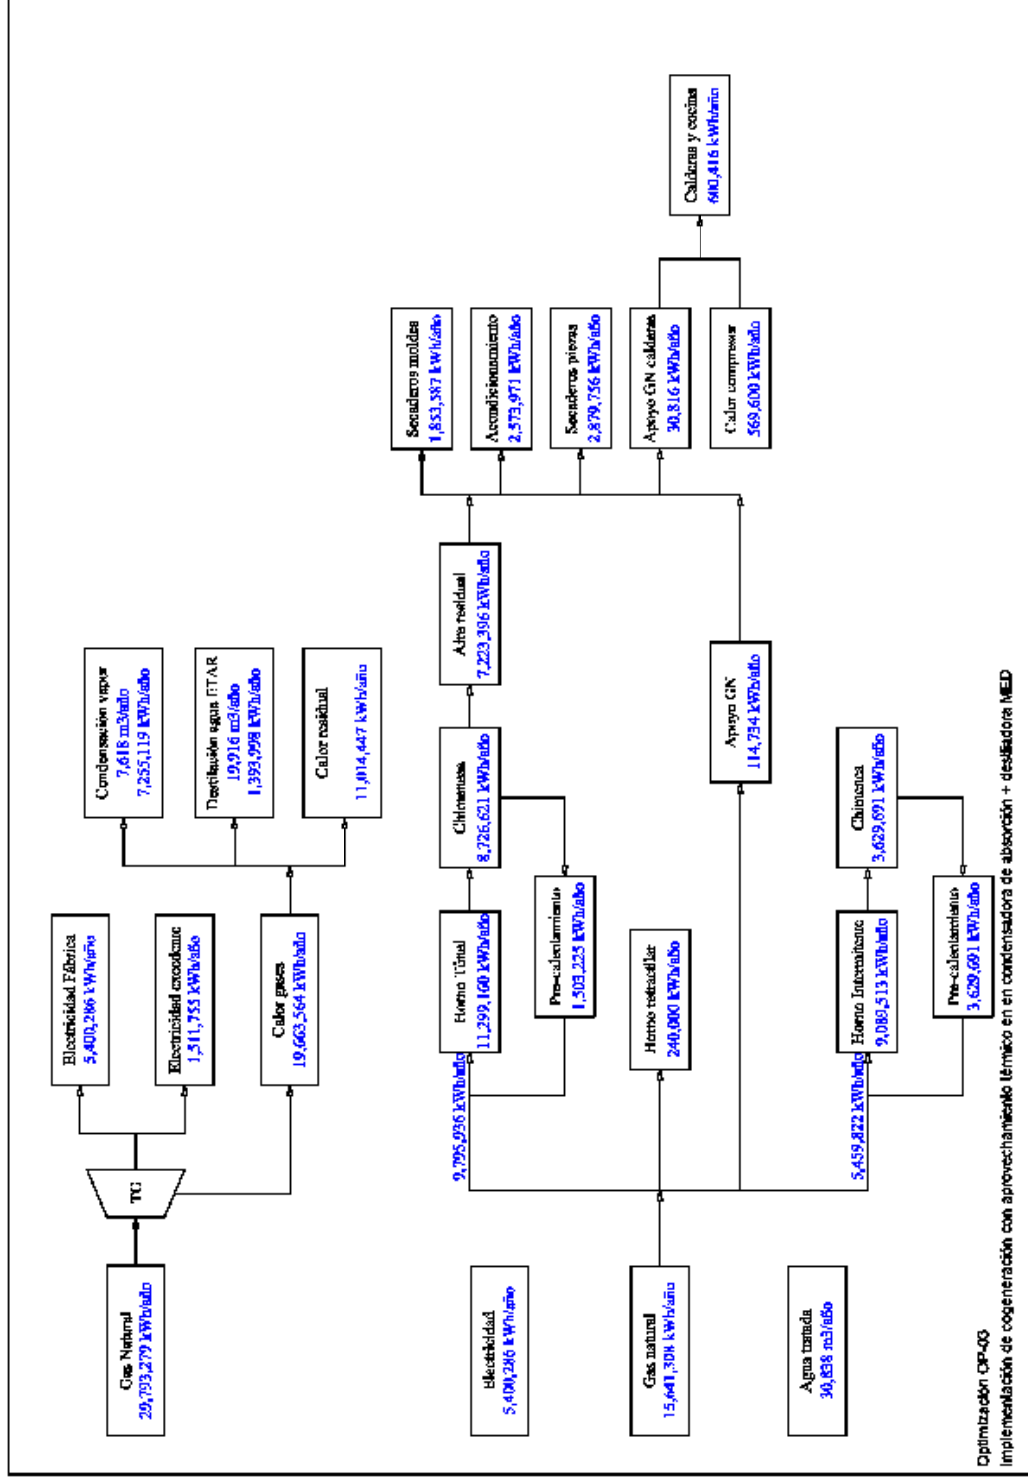 Gas Natural
29,793,279 kWh/año
TG
Electricidad Fábrica
5,400,286 kWh/año
Electricidad excedente
1,511,755 kWh/año
Calor gases
19,663,564 kWh/año
Condensación vapor
7,618 m3/año
7,255,119 kWh/año
Destilación agua ETAR
19,916 m3/año
1,393,998 kWh/año
Calor residual
11,014,447 kWh/año
Electricidad
5,400,286 kWh/año
Gas natural
15,641,308 kWh/año
Agua tratada
30,838 m3/año
9,795,936 kWh/año
Horno Túnel
11,299,160 kWh/año
Chimeneas
8,726,621 kWh/año
Pre-calentamiento
1,503,225 kWh/año
Aire residual
7,223,396 kWh/año
Horno retractilar
240,000 kWh/año
Apoyo GN
114,734 kWh/año
5,459,822 kWh/año
Horno Intermitente
9,089,513 kWh/año
Chimenea
3,629,691 kWh/año
Pre-calentamiento
3,629,691 kWh/año
Secaderos moldes
1,853,587 kWh/año
Acondicionamiento
2,573,971 kWh/año
Secaderos piezas
2,879,756 kWh/año
Apoyo GN calderas
30,816 kWh/año
Calor compresor
569,600 kWh/año
Calderas y cocina
600,416 kWh/año
Optimización OP-03
Implementación de cogeneración con aprovechamiento térmico en condensadora de absorción + destiladora MED